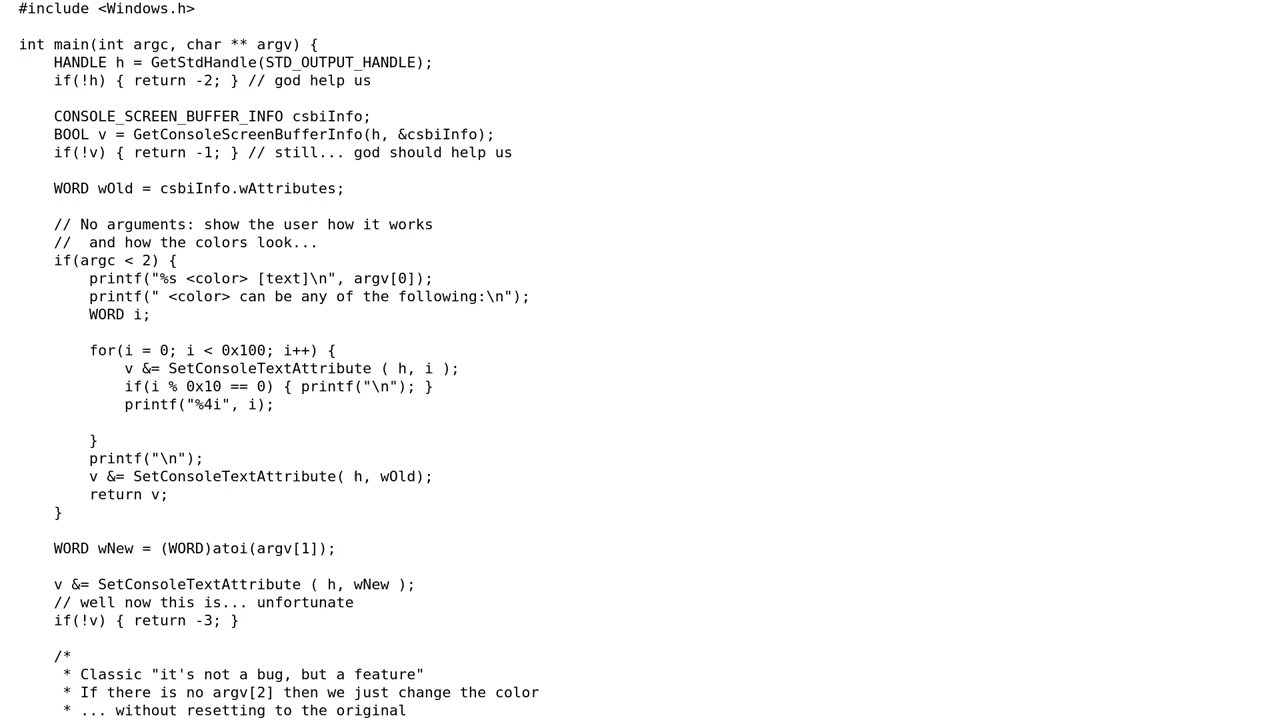 #include <Windows.h>
int main(int argc, char ** argv) {
    HANDLE h = GetStdHandle(STD_OUTPUT_HANDLE);
    if(!h) { return -2; } // god help us
    CONSOLE_SCREEN_BUFFER_INFO csbiInfo;
    BOOL v = GetConsoleScreenBufferInfo(h, &csbiInfo);
    if(!v) { return -1; } // still... god should help us
    WORD wOld = csbiInfo.wAttributes;
    // No arguments: show the user how it works
    //  and how the colors look...
    if(argc < 2) {
        printf("%s <color> [text]\n", argv[0]);
        printf(" <color> can be any of the following:\n");
        WORD i;
        for(i = 0; i < 0x100; i++) {
            v &= SetConsoleTextAttribute ( h, i );
            if(i % 0x10 == 0) { printf("\n"); }
            printf("%4i", i);
        }
        printf("\n");
        v &= SetConsoleTextAttribute( h, wOld);
        return v;
    }
    WORD wNew = (WORD)atoi(argv[1]);
    v &= SetConsoleTextAttribute ( h, wNew );
    // well now this is... unfortunate
    if(!v) { return -3; }
    /*
     * Classic "it's not a bug, but a feature"
     * If there is no argv[2] then we just change the color
     * ... without resetting to the original